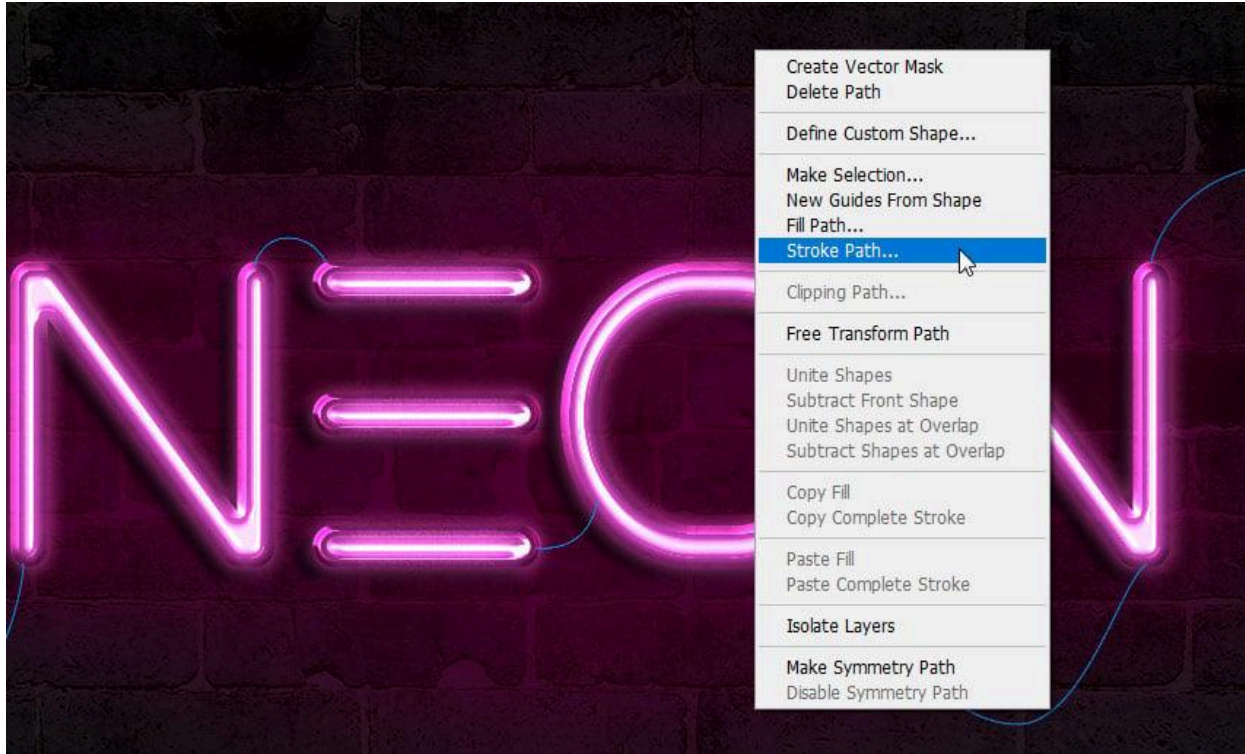 NEON
Create Vector Mask
Delete Path
Define Custom Shape...
Make Selection...
New Guides From Shape
Fill Path...
Stroke Path...
Clipping Path...
Free Transform Path
Unite Shapes
Subtract Front Shape
Unite Shapes at Overlap
Subtract Shapes at Overlap
Copy Fill
Copy Complete Stroke
Paste Fill
Paste Complete Stroke
Isolate Layers
Make Symmetry Path
Disable Symmetry Path